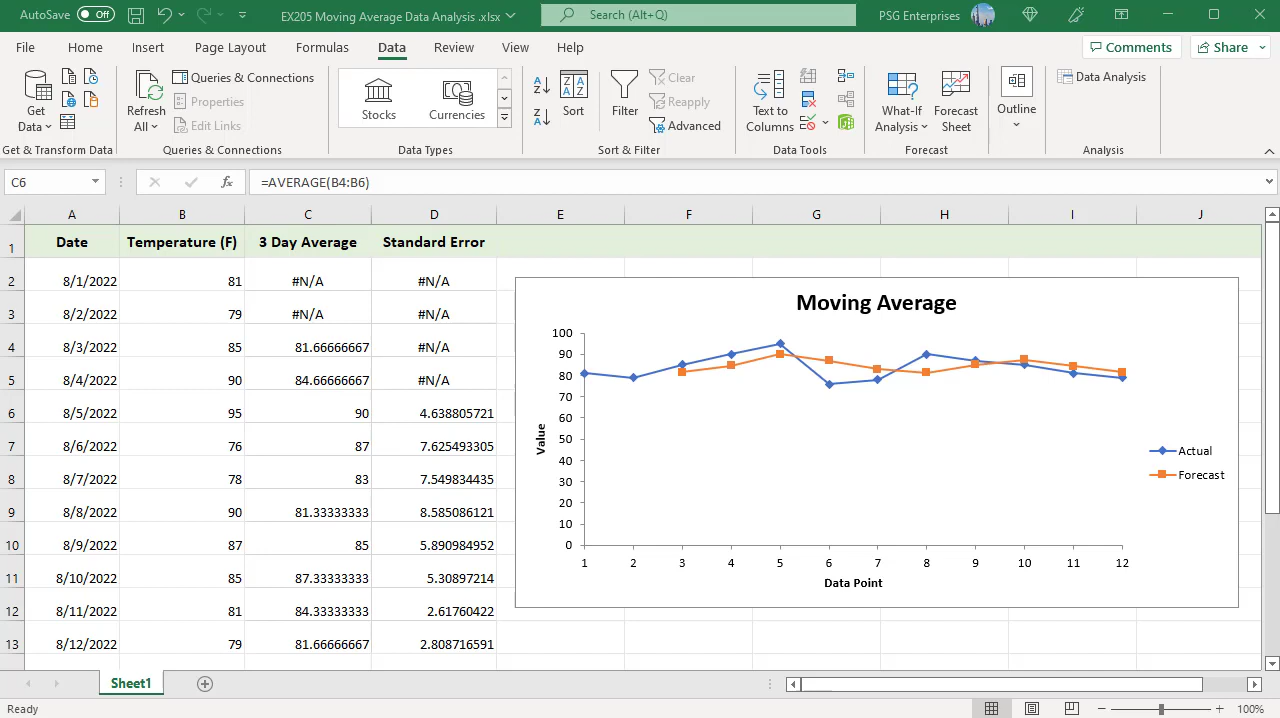 AutoSave Off EX205 Moving Average Data Analysis .xlsx Search (Alt+Q) PSG Enterprises
File Home Insert Page Layout Formulas Data Review View Help Comments Share
Get Data Refresh All Queries & Connections Properties Edit Links Stocks Currencies Sort Filter Clear Reapply Advanced Text to Columns What-If Analysis Forecast Sheet Outline Data Analysis
Get & Transform Data Queries & Connections Data Types Sort & Filter Data Tools Forecast Analysis
C6 fx =AVERAGE(B4:B6)
A B C D E F G H I J
1 Date Temperature (F) 3 Day Average Standard Error
2 8/1/2022 81 #N/A #N/A
3 8/2/2022 79 #N/A #N/A
4 8/3/2022 85 81.66666667 #N/A
5 8/4/2022 90 84.66666667 #N/A
6 8/5/2022 95 90 4.638805721
7 8/6/2022 76 87 7.625493305
8 8/7/2022 78 83 7.549834435
9 8/8/2022 90 81.33333333 8.585086121
10 8/9/2022 87 85 5.890984952
11 8/10/2022 85 87.33333333 5.30897214
12 8/11/2022 81 84.33333333 2.61760422
13 8/12/2022 79 81.66666667 2.808716591
Moving Average
100
90
80
70
60
50
40
30
20
10
0
Value
1 2 3 4 5 6 7 8 9 10 11 12
Data Point
Actual
Forecast
Sheet1
Ready 100%